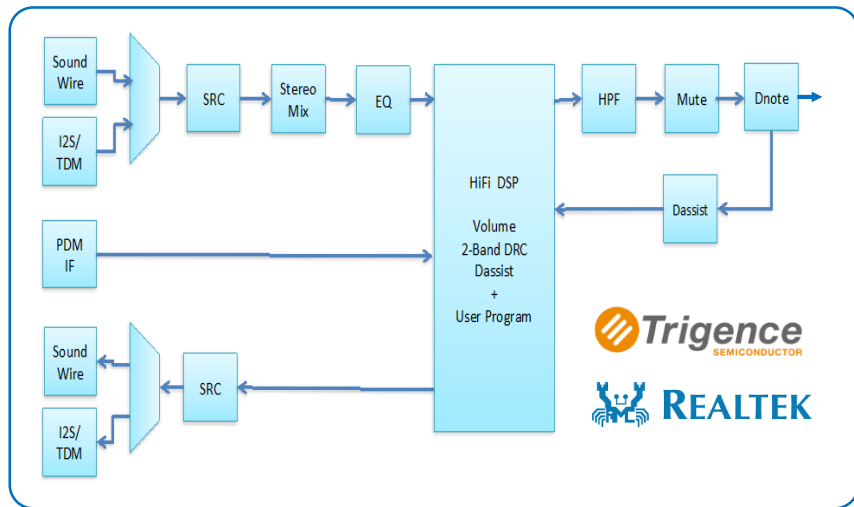 Sound
Wire
I2S/
TDM
SRC
Stereo
Mix
EQ
HiFi DSP
Volume
2-Band DRC
Dassist
+
User Program
HPF
Mute
Dnote
Dassist
PDM
IF
Sound
Wire
I2S/
TDM
SRC
Trigence
SEMICONDUCTOR
REALTEK